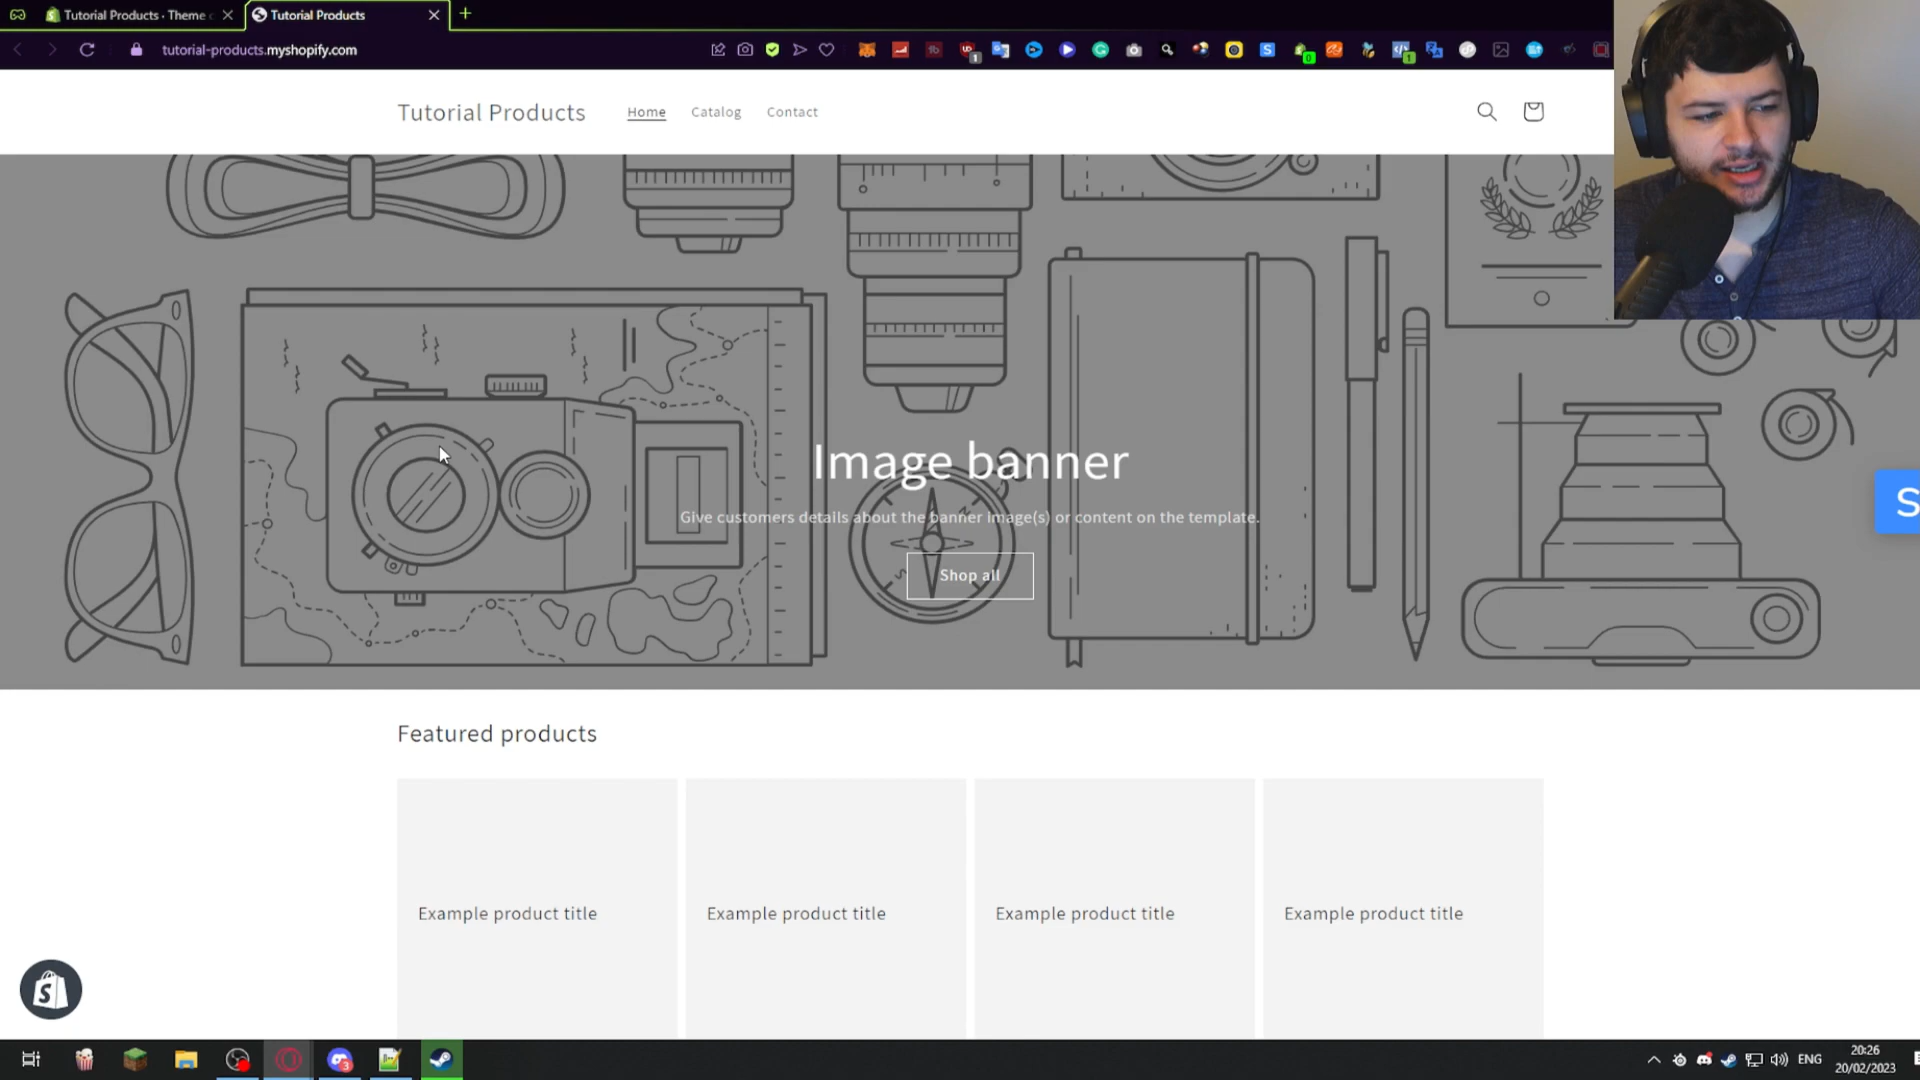 Tutorial Products · Theme
Tutorial Products
tutorial-products.myshopify.com
Tutorial Products
Home
Catalog
Contact
Image banner
Give customers details about the banner image(s) or content on the template.
Shop all
S
Featured products
Example product title
Example product title
Example product title
Example product title
ENG
20:26
20/02/2023